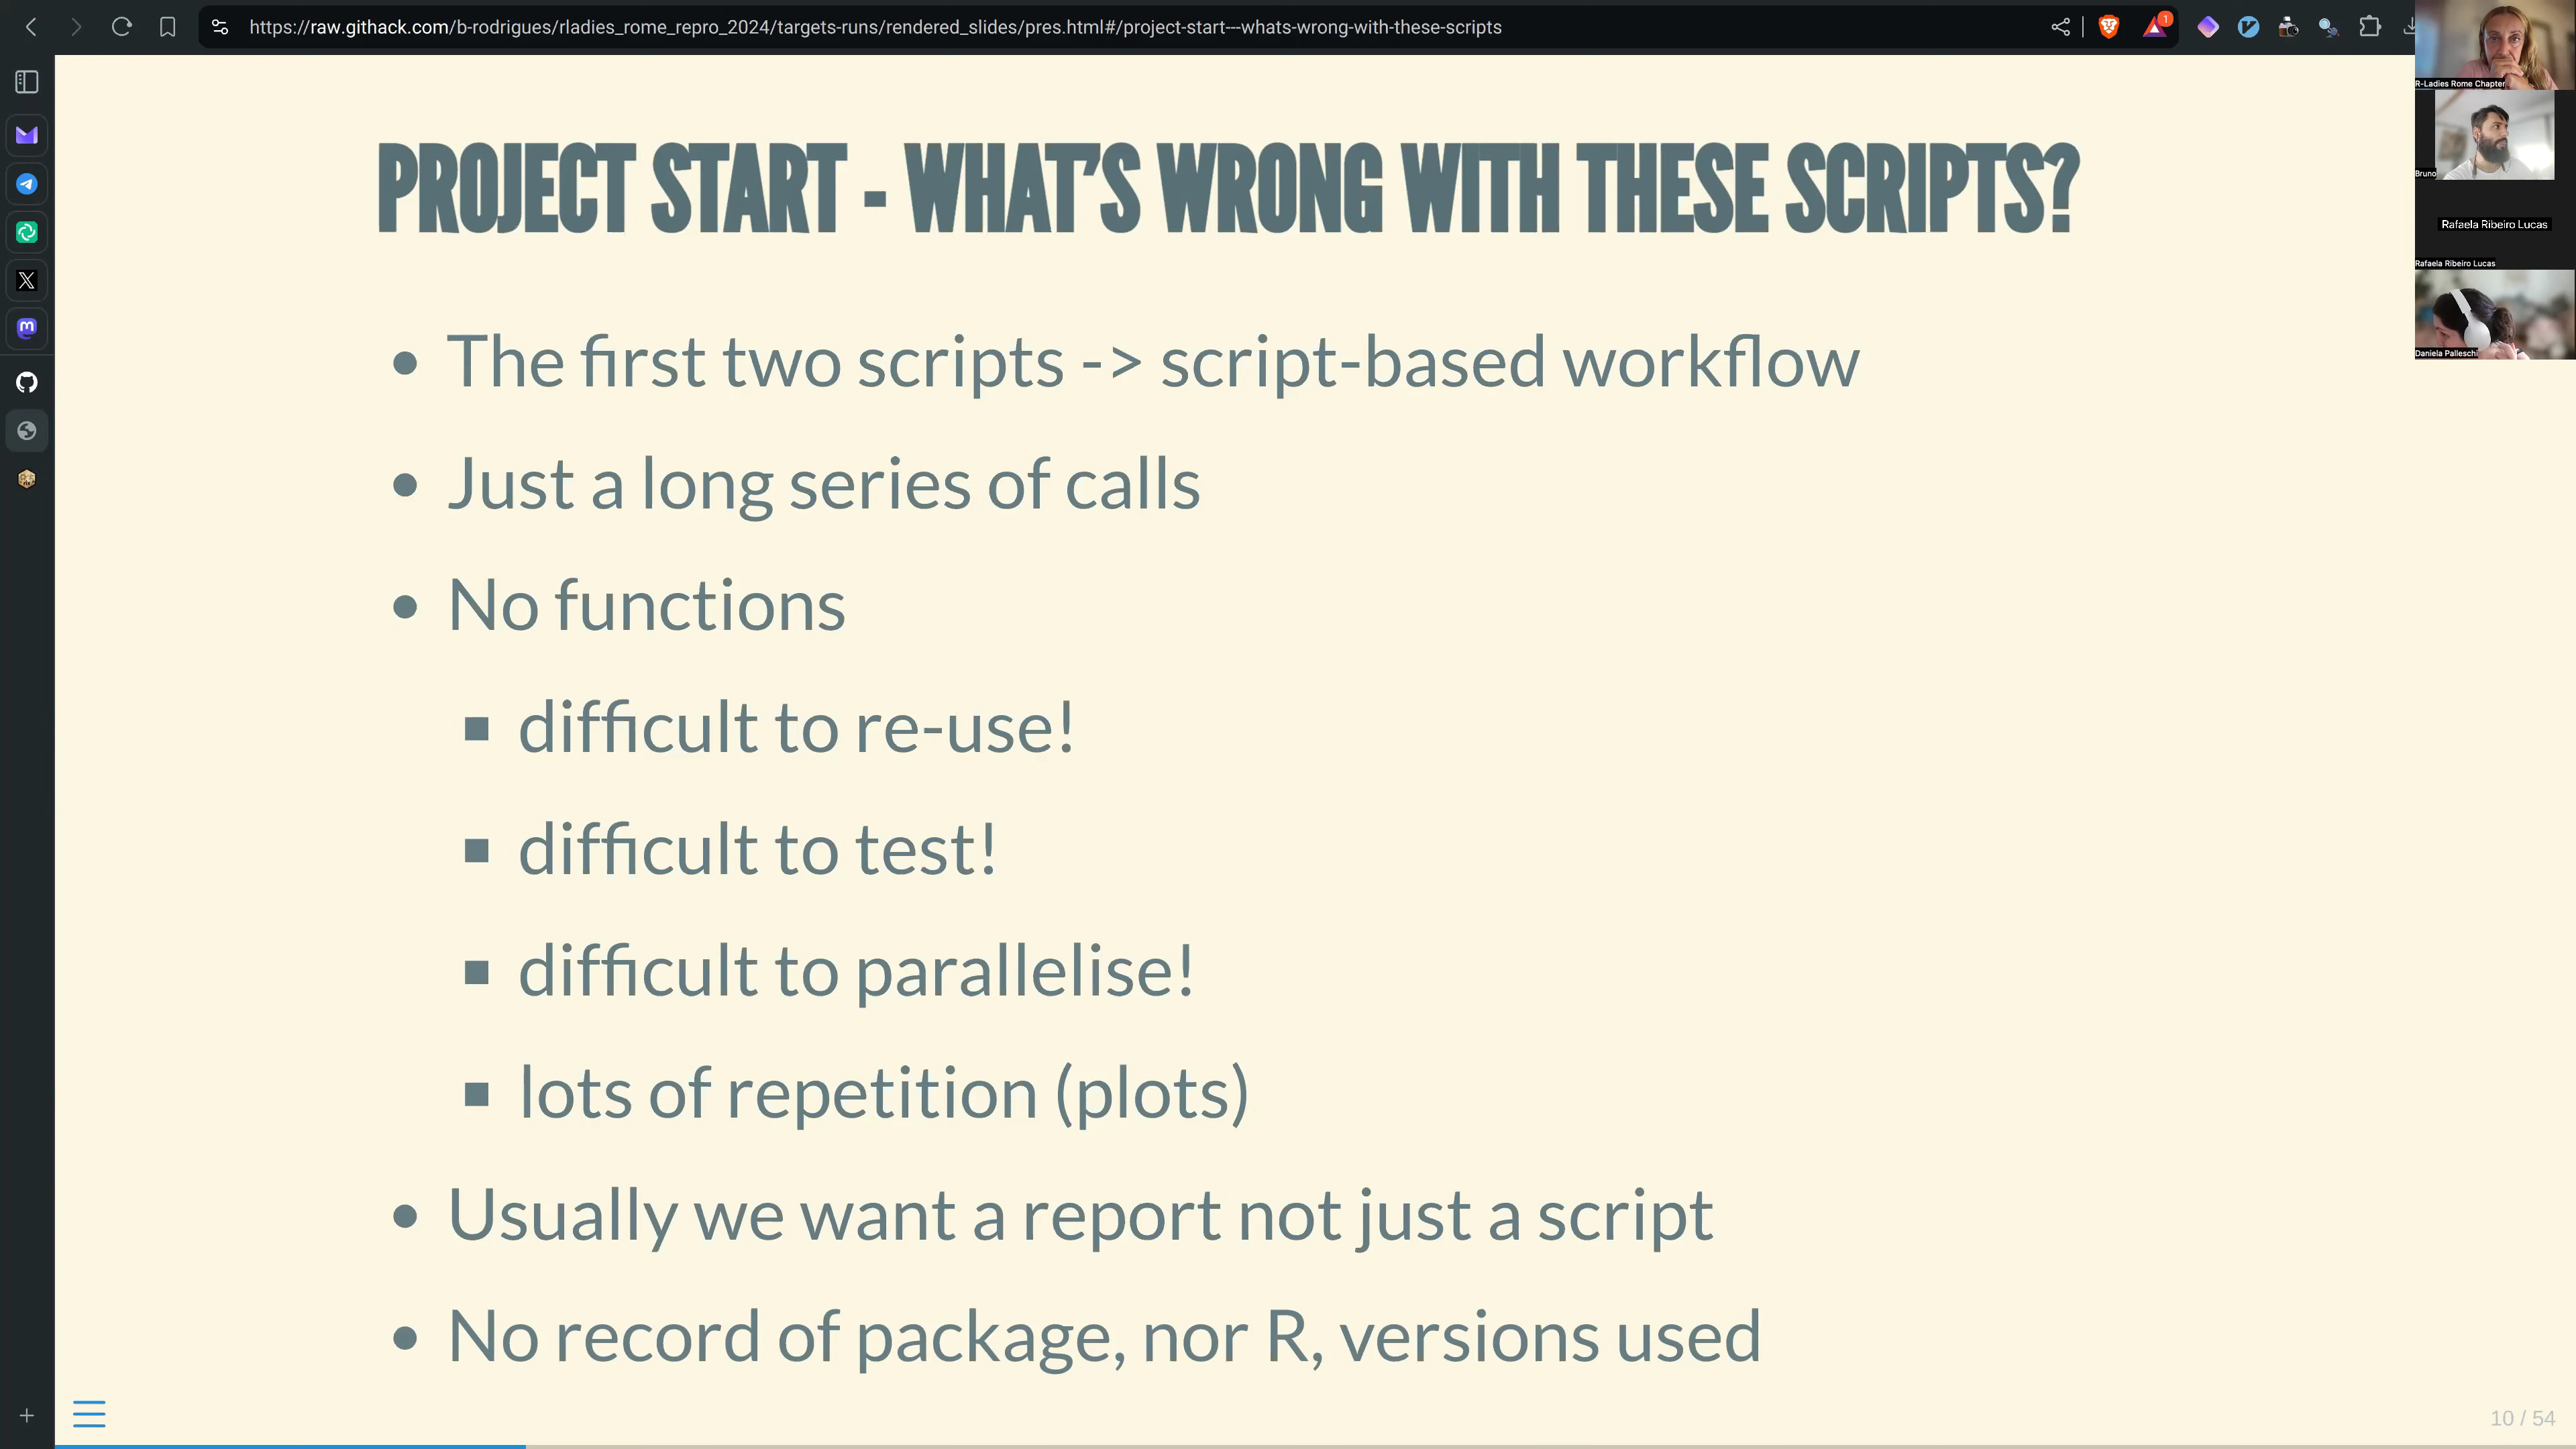 https://raw.githack.com/b-rodrigues/rladies_rome_repro_2024/targets-runs/rendered_slides/pres.html#/project-start---whats-wrong-with-these-scripts
1
R-Ladies Rome Chapter
Bruno
Rafaela Ribeiro Lucas
Rafaela Ribeiro Lucas
Daniela Palleschi
PROJECT START - WHAT'S WRONG WITH THESE SCRIPTS?
• The first two scripts -> script-based workflow
• Just a long series of calls
• No functions
▪ difficult to re-use!
▪ difficult to test!
▪ difficult to parallelise!
▪ lots of repetition (plots)
• Usually we want a report not just a script
• No record of package, nor R, versions used
10 / 54